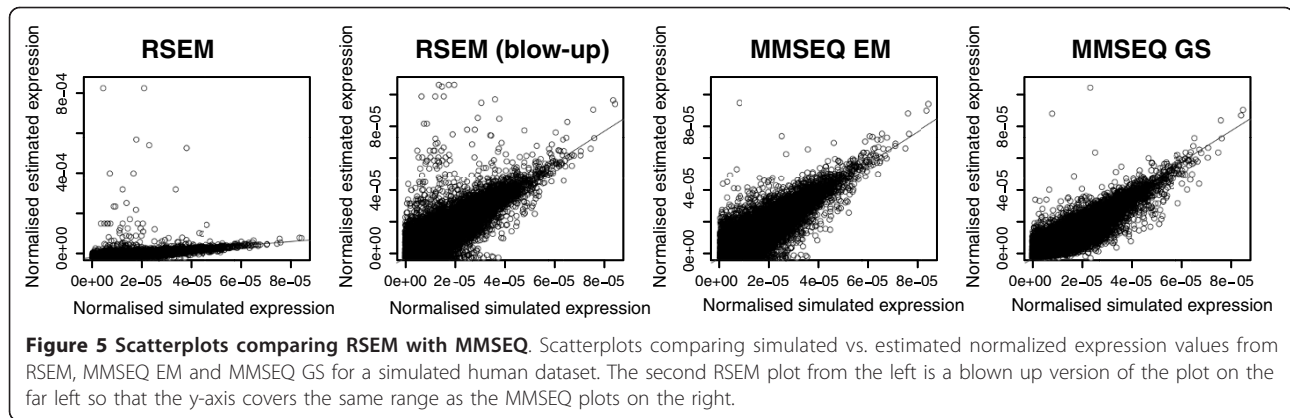 RSEM
RSEM (blow-up)
MMSEQ EM
MMSEQ GS
Normalised estimated expression
0e+00 4e-04 8e-04
0e+00 2e-05 4e-05 6e-05 8e-05
Normalised simulated expression
Normalised estimated expression
0e+00 4e-05 8e-05
0e+00 2e-05 4e-05 6e-05 8e-05
Normalised simulated expression
Normalised estimated expression
0e+00 4e-05 8e-05
0e+00 2e-05 4e-05 6e-05 8e-05
Normalised simulated expression
Normalised estimated expression
0e+00 4e-05 8e-05
0e+00 2e-05 4e-05 6e-05 8e-05
Normalised simulated expression
Figure 5 Scatterplots comparing RSEM with MMSEQ. Scatterplots comparing simulated vs. estimated normalized expression values from
RSEM, MMSEQ EM and MMSEQ GS for a simulated human dataset. The second RSEM plot from the left is a blown up version of the plot on the
far left so that the y-axis covers the same range as the MMSEQ plots on the right.